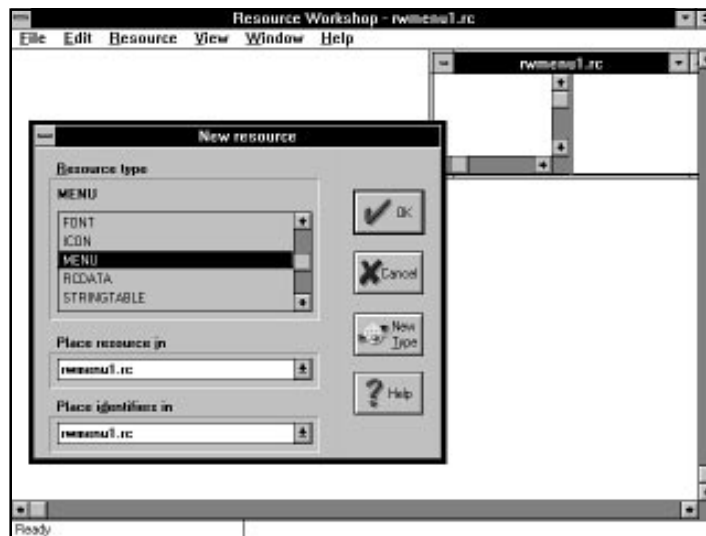 Resource Workshop - rwmenu1.rc
File Edit Resource View Window Help
rwmenu1.rc
New resource
Resource type
MENU
FONT
ICON
MENU
RCDATA
STRINGTABLE
OK
Cancel
New Type
Help
Place resource in
rwmenu1.rc
Place identifiers in
rwmenu1.rc
Ready